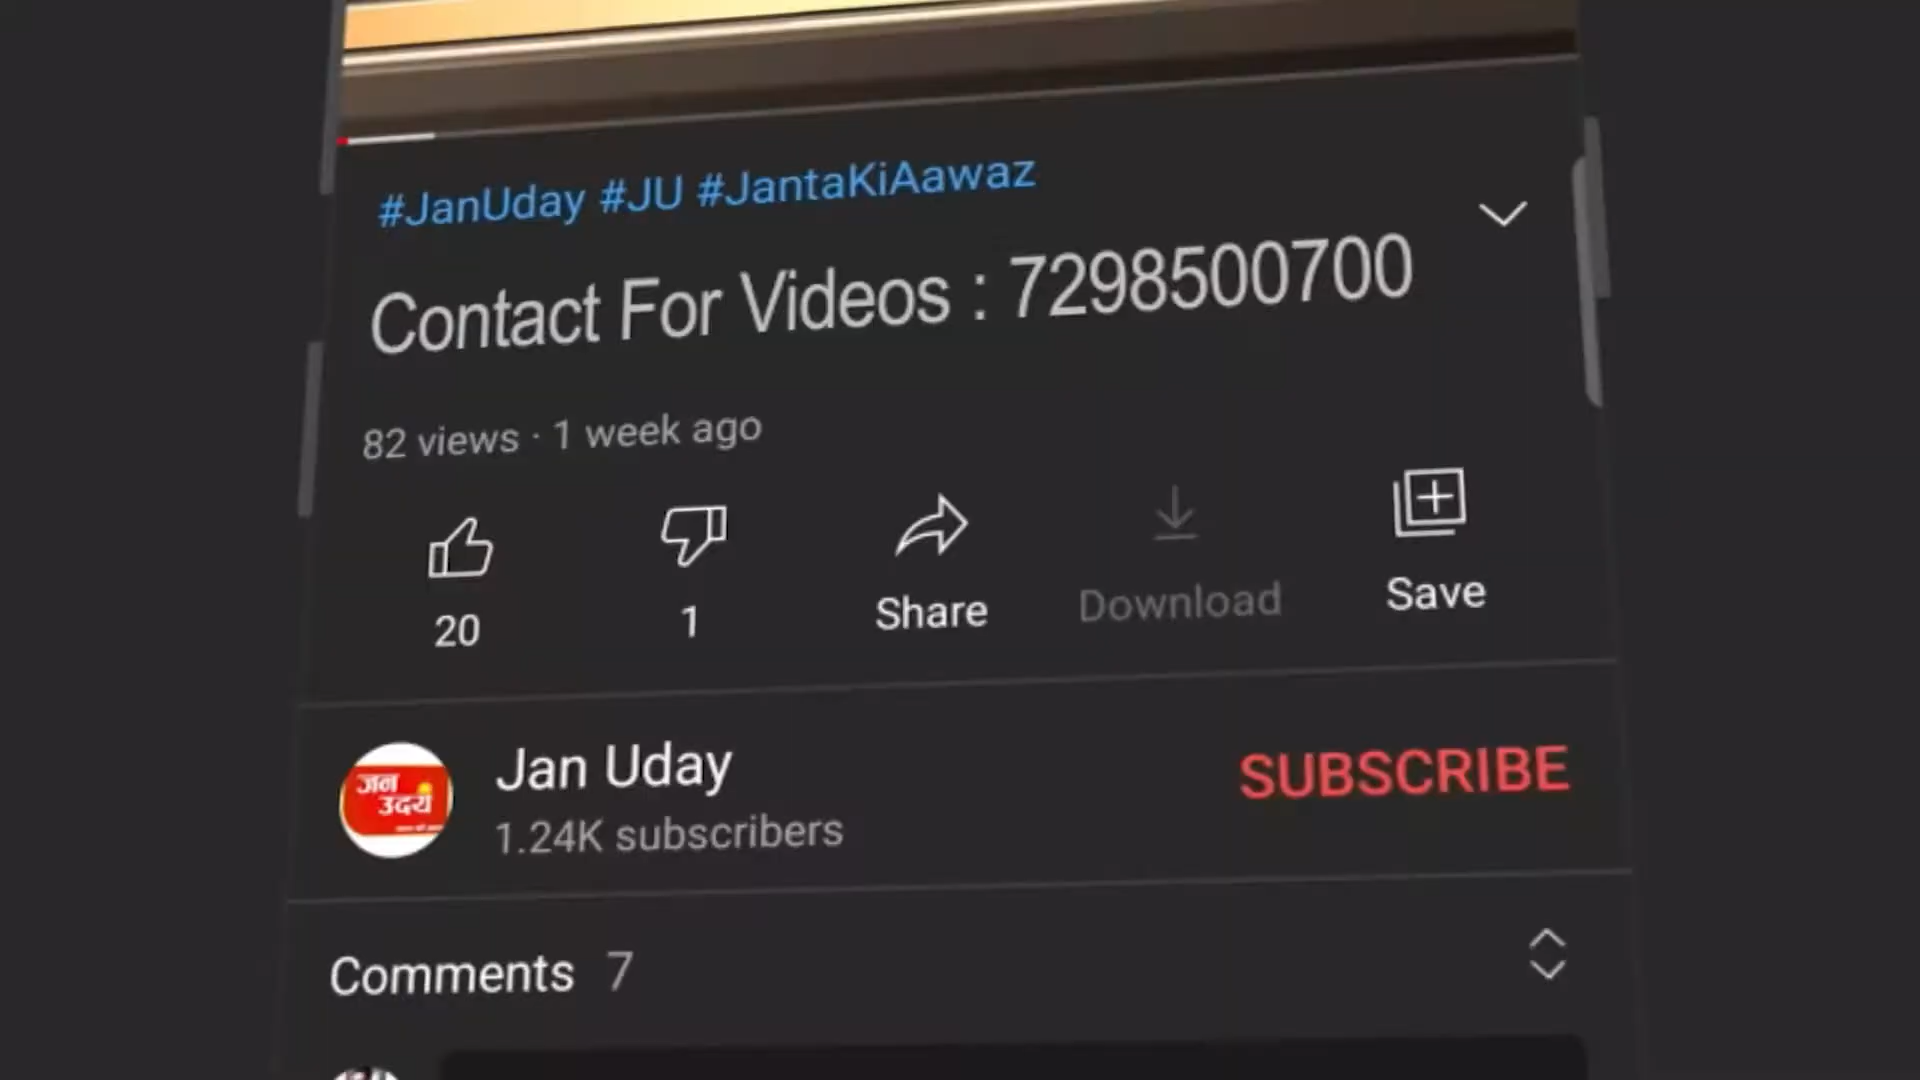 #JanUday #JU #JantaKiAawaz
Contact For Videos : 7298500700
82 views · 1 week ago
20
1
Share
Download
Save
जन
उदय
Jan Uday
1.24K subscribers
SUBSCRIBE
Comments 7